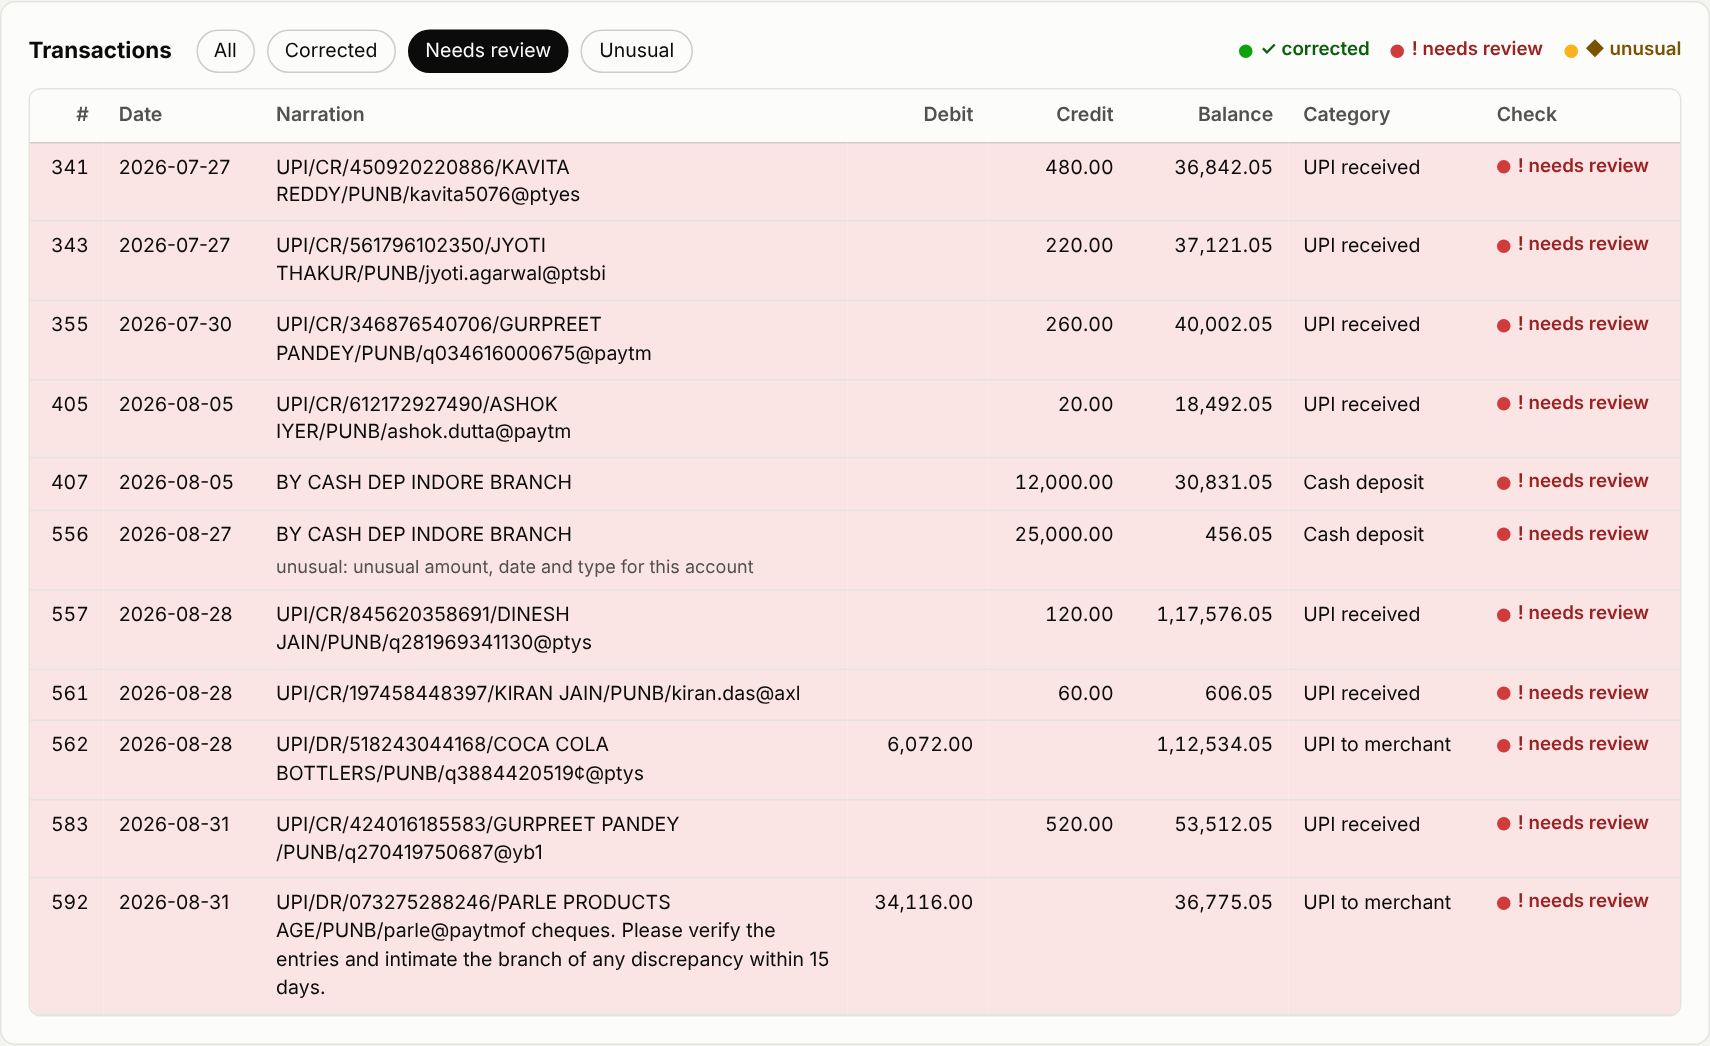 Transactions All Corrected Needs review Unusual ✓ corrected ! needs review ◆ unusual
# Date Narration Debit Credit Balance Category Check
341 2026-07-27 UPI/CR/450920220886/KAVITA 480.00 36,842.05 UPI received ! needs review
REDDY/PUNB/kavita5076@ptyes
343 2026-07-27 UPI/CR/561796102350/JYOTI 220.00 37,121.05 UPI received ! needs review
THAKUR/PUNB/jyoti.agarwal@ptsbi
355 2026-07-30 UPI/CR/346876540706/GURPREET 260.00 40,002.05 UPI received ! needs review
PANDEY/PUNB/q034616000675@paytm
405 2026-08-05 UPI/CR/612172927490/ASHOK 20.00 18,492.05 UPI received ! needs review
IYER/PUNB/ashok.dutta@paytm
407 2026-08-05 BY CASH DEP INDORE BRANCH 12,000.00 30,831.05 Cash deposit ! needs review
556 2026-08-27 BY CASH DEP INDORE BRANCH 25,000.00 456.05 Cash deposit ! needs review
unusual: unusual amount, date and type for this account
557 2026-08-28 UPI/CR/845620358691/DINESH 120.00 1,17,576.05 UPI received ! needs review
JAIN/PUNB/q281969341130@ptys
561 2026-08-28 UPI/CR/197458448397/KIRAN JAIN/PUNB/kiran.das@axl 60.00 606.05 UPI received ! needs review
562 2026-08-28 UPI/DR/518243044168/COCA COLA 6,072.00 1,12,534.05 UPI to merchant ! needs review
BOTTLERS/PUNB/q3884420519¢@ptys
583 2026-08-31 UPI/CR/424016185583/GURPREET PANDEY 520.00 53,512.05 UPI received ! needs review
/PUNB/q270419750687@yb1
592 2026-08-31 UPI/DR/073275288246/PARLE PRODUCTS 34,116.00 36,775.05 UPI to merchant ! needs review
AGE/PUNB/parle@paytmof cheques. Please verify the
entries and intimate the branch of any discrepancy within 15
days.